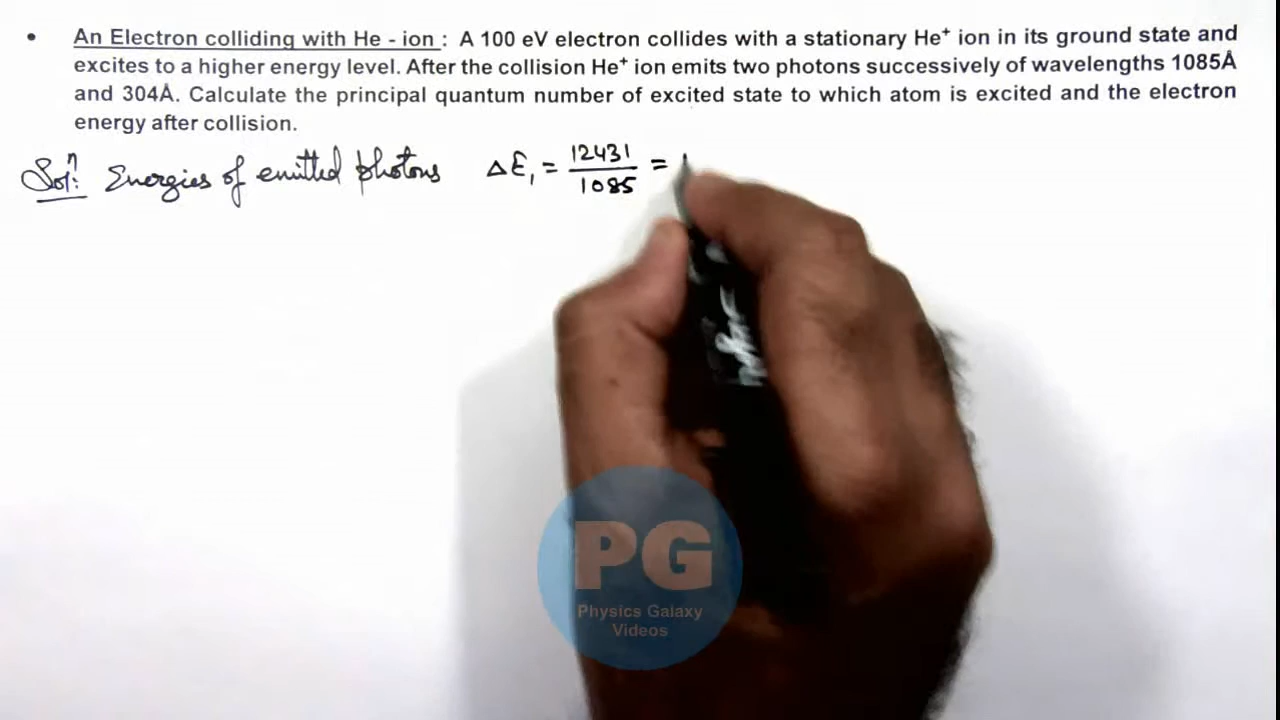 • An Electron colliding with He - ion : A 100 eV electron collides with a stationary He⁺ ion in its ground state and
excites to a higher energy level. After the collision He⁺ ion emits two photons successively of wavelengths 1085Å
and 304Å. Calculate the principal quantum number of excited state to which atom is excited and the electron
energy after collision.
Solⁿ: Energies of emitted photons ΔE₁ = 12431 / 1085 =
PG
Physics Galaxy
Videos